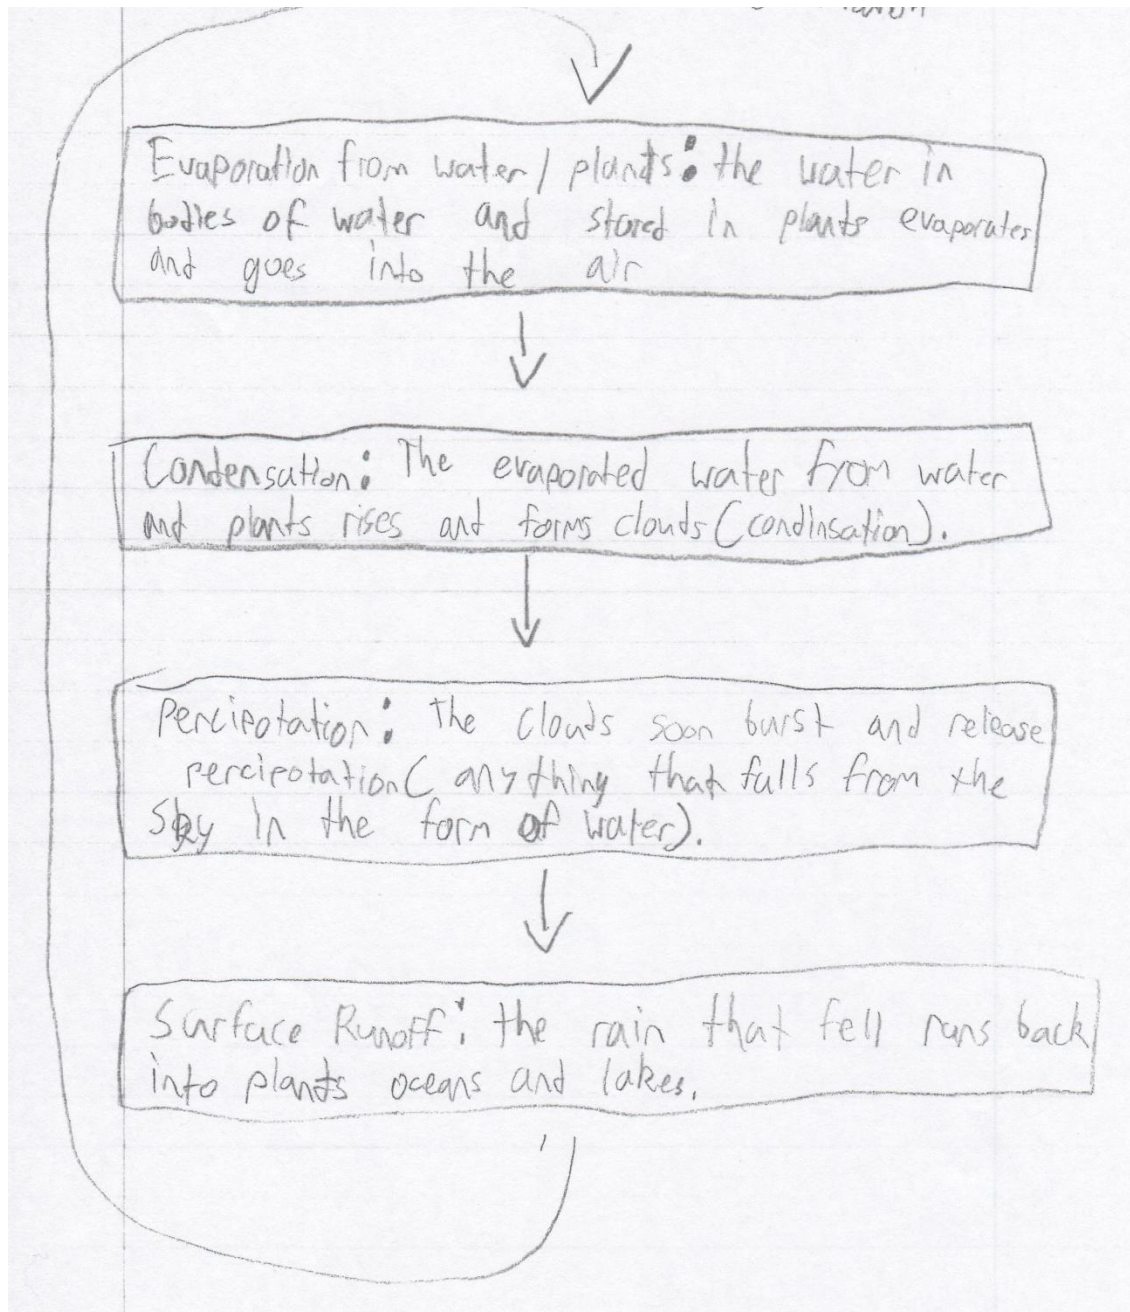 Evaporation from water/ plants: the water in
bodies of water and stored in plants evaporates
and goes into the air
Condensation: The evaporated water from water
and plants rises and forms clouds (condinsation).
Percipotation: The clouds soon burst and release
percipotation( anything that falls from the
sky in the form of water).
Surface Runoff: the rain that fell runs back
into plants oceans and lakes.